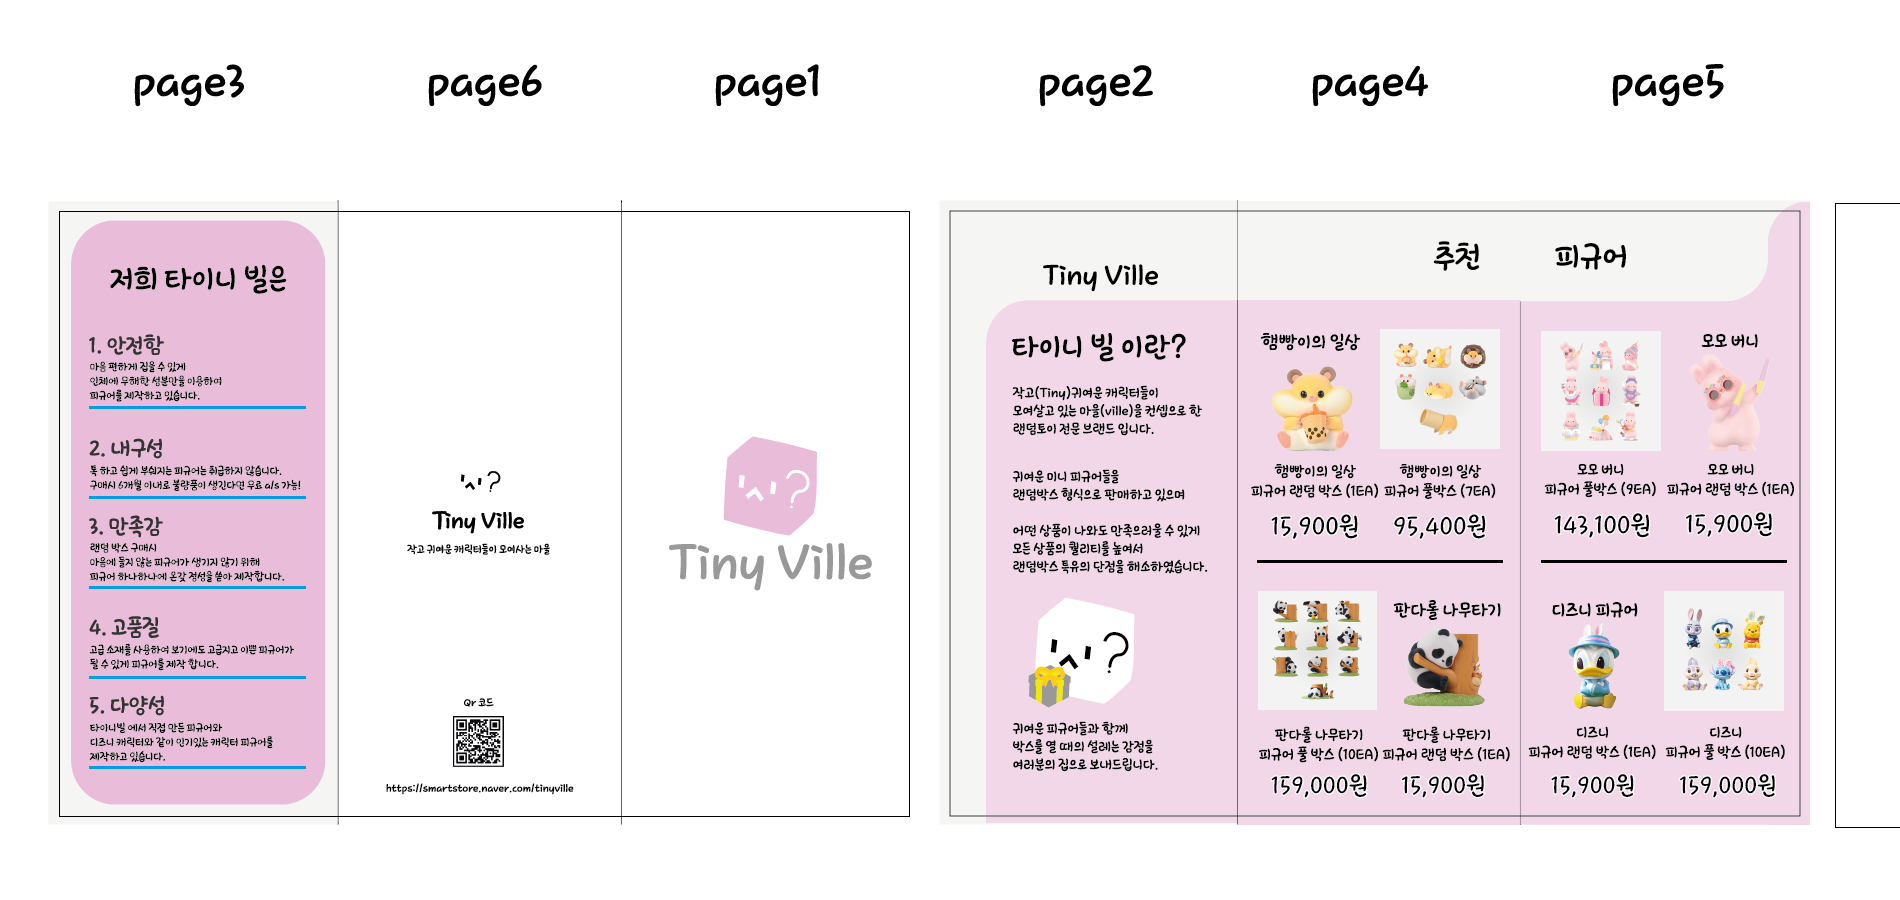 page3
page6
page1
page2
page4
page5
저희 타이니 빌은
1. 안전함
마음 편하게 집을 수 있게
인체에 무해한 성분만을 이용하여
피규어를 제작하고 있습니다.
2. 내구성
톡 하고 쉽게 부숴지는 피규어는 취급하지 않습니다.
구매시 6개월 이내로 불량품이 생긴다면 무료 a/s 가능!
3. 만족감
랜덤 박스 구매시
마음에 들지 않는 피규어가 생기지 않기 위해
피규어 하나하나에 온갖 정성을 쏟아 제작합니다.
4. 고품질
고급 소재를 사용하여 보기에도 고급지고 이쁜 피규어가
될 수 있게 피규어를 제작 합니다.
5. 다양성
타이니빌 에서 직접 만든 피규어와
디즈니 캐릭터와 같이 인기있는 캐릭터 피규어를
제작하고 있습니다.
Tiny Ville
작고 귀여운 캐릭터들이 모여사는 마을
Qr 코드
https://smartstore.naver.com/tinyville
Tiny Ville
Tiny Ville
타이니 빌 이란?
작고(Tiny)귀여운 캐릭터들이
모여살고 있는 마을(ville)을 컨셉으로 한
랜덤토이 전문 브랜드 입니다.
귀여운 미니 피규어들을
랜덤박스 형식으로 판매하고 있으며
어떤 상품이 나와도 만족으러울 수 있게
모든 상품의 퀄리티를 높여서
랜덤박스 특유의 단점을 해소하였습니다.
귀여운 피규어들과 함께
박스를 열 때의 설레는 감정을
여러분의 집으로 보내드립니다.
추천 피규어
햄빵이의 일상
햄빵이의 일상
피규어 랜덤 박스 (1EA)
15,900원
햄빵이의 일상
피규어 풀박스 (7EA)
95,400원
모모 버니
모모 버니
피규어 풀박스 (9EA)
143,100원
모모 버니
피규어 랜덤 박스 (1EA)
15,900원
판다롤 나무타기
판다롤 나무타기
피규어 풀 박스 (10EA)
159,000원
판다롤 나무타기
피규어 랜덤 박스 (1EA)
15,900원
디즈니 피규어
디즈니
피규어 랜덤 박스 (1EA)
15,900원
디즈니
피규어 풀 박스 (10EA)
159,000원